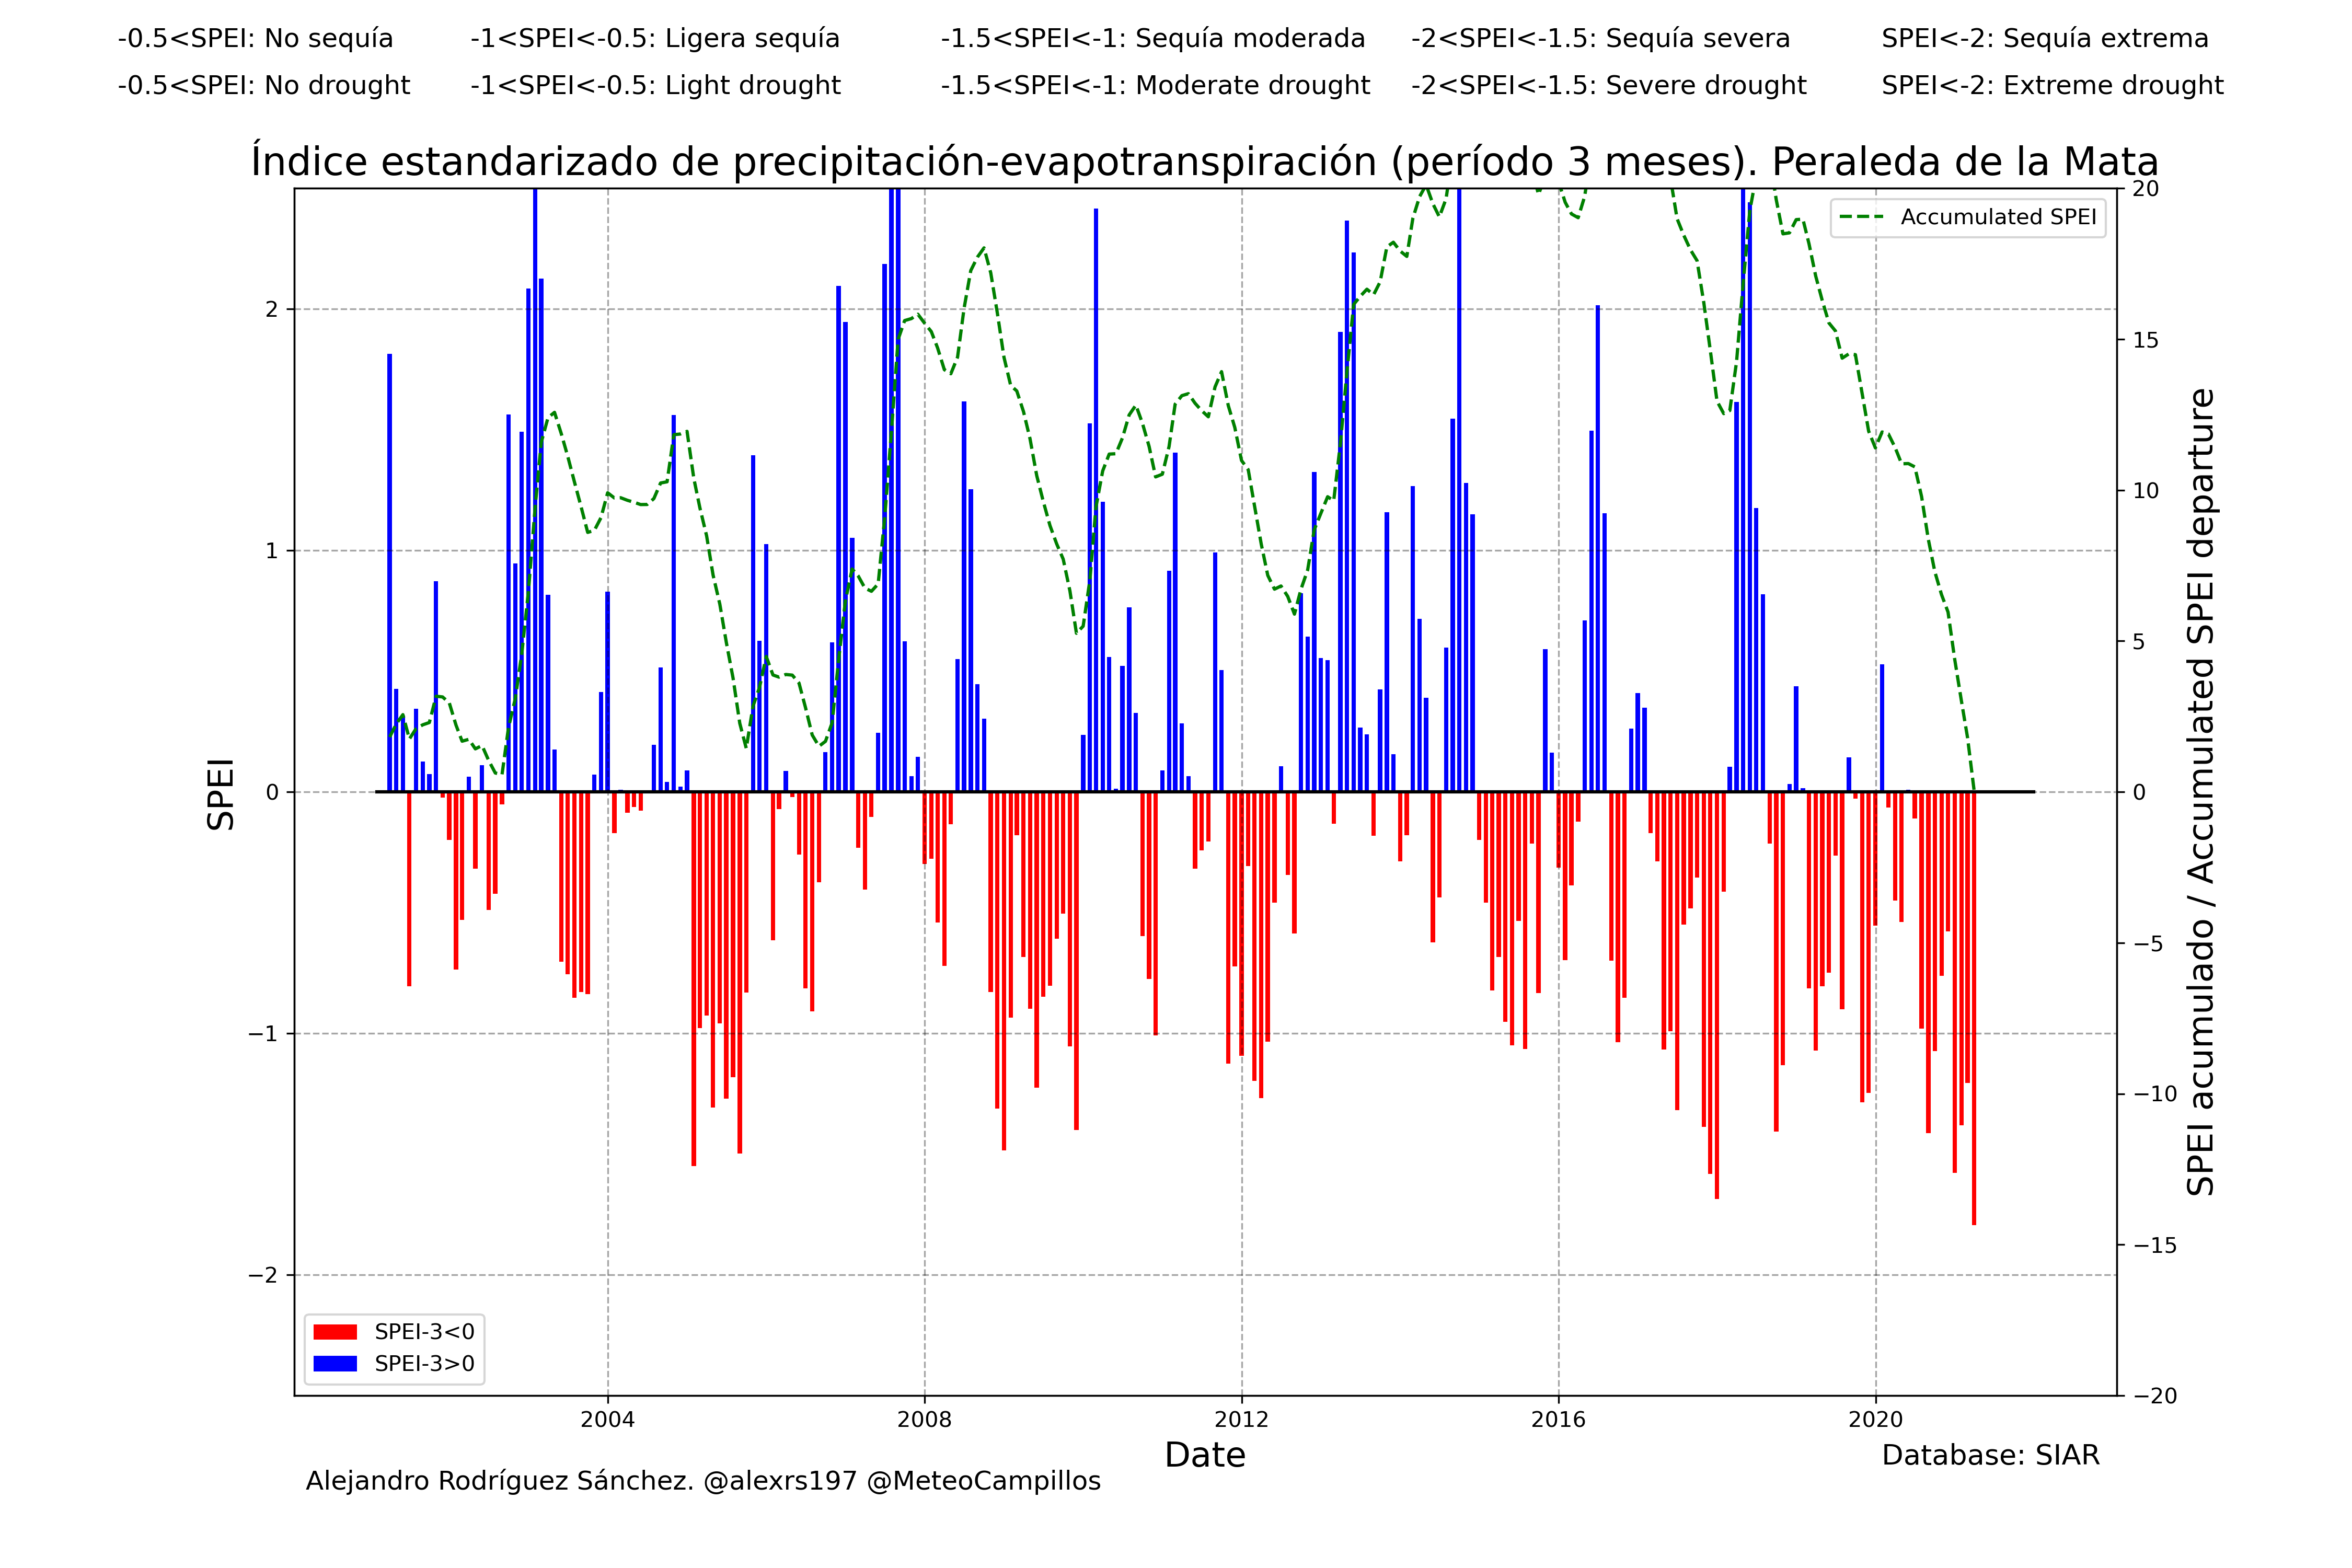 -0.5<SPEI: No sequía -1<SPEI<-0.5: Ligera sequía -1.5<SPEI<-1: Sequía moderada -2<SPEI<-1.5: Sequía severa SPEI<-2: Sequía extrema
-0.5<SPEI: No drought -1<SPEI<-0.5: Light drought -1.5<SPEI<-1: Moderate drought -2<SPEI<-1.5: Severe drought SPEI<-2: Extreme drought
Índice estandarizado de precipitación-evapotranspiración (período 3 meses). Peraleda de la Mata
Accumulated SPEI
SPEI
2
1
0
−1
−2
20
15
10
5
0
−5
−10
−15
−20
SPEI acumulado / Accumulated SPEI departure
SPEI-3<0
SPEI-3>0
2004 2008 2012 2016 2020
Date
Database: SIAR
Alejandro Rodríguez Sánchez. @alexrs197 @MeteoCampillos